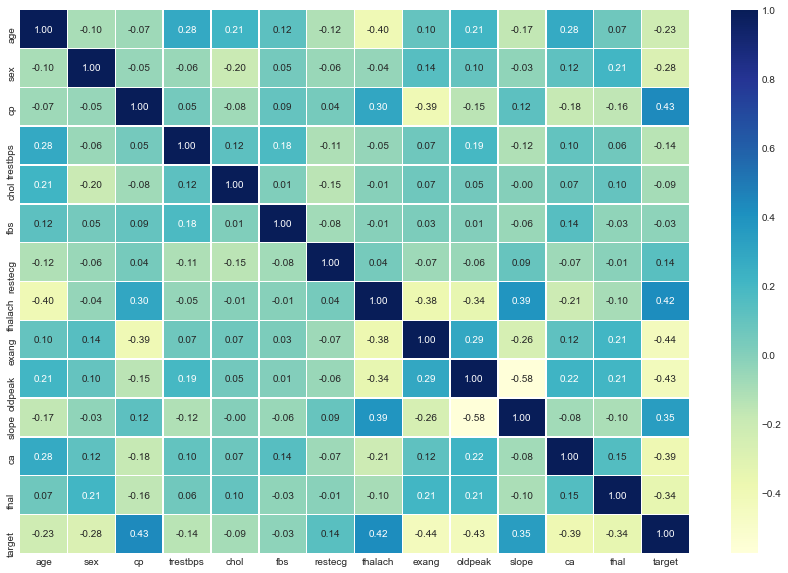 age 1.00 -0.10 -0.07 0.28 0.21 0.12 -0.12 -0.40 0.10 0.21 -0.17 0.28 0.07 -0.23
sex -0.10 1.00 -0.05 -0.06 -0.20 0.05 -0.06 -0.04 0.14 0.10 -0.03 0.12 0.21 -0.28
cp -0.07 -0.05 1.00 0.05 -0.08 0.09 0.04 0.30 -0.39 -0.15 0.12 -0.18 -0.16 0.43
trestbps 0.28 -0.06 0.05 1.00 0.12 0.18 -0.11 -0.05 0.07 0.19 -0.12 0.10 0.06 -0.14
chol 0.21 -0.20 -0.08 0.12 1.00 0.01 -0.15 -0.01 0.07 0.05 -0.00 0.07 0.10 -0.09
fbs 0.12 0.05 0.09 0.18 0.01 1.00 -0.08 -0.01 0.03 0.01 -0.06 0.14 -0.03 -0.03
restecg -0.12 -0.06 0.04 -0.11 -0.15 -0.08 1.00 0.04 -0.07 -0.06 0.09 -0.07 -0.01 0.14
thalach -0.40 -0.04 0.30 -0.05 -0.01 -0.01 0.04 1.00 -0.38 -0.34 0.39 -0.21 -0.10 0.42
exang 0.10 0.14 -0.39 0.07 0.07 0.03 -0.07 -0.38 1.00 0.29 -0.26 0.12 0.21 -0.44
oldpeak 0.21 0.10 -0.15 0.19 0.05 0.01 -0.06 -0.34 0.29 1.00 -0.58 0.22 0.21 -0.43
slope -0.17 -0.03 0.12 -0.12 -0.00 -0.06 0.09 0.39 -0.26 -0.58 1.00 -0.08 -0.10 0.35
ca 0.28 0.12 -0.18 0.10 0.07 0.14 -0.07 -0.21 0.12 0.22 -0.08 1.00 0.15 -0.39
thal 0.07 0.21 -0.16 0.06 0.10 -0.03 -0.01 -0.10 0.21 0.21 -0.10 0.15 1.00 -0.34
target -0.23 -0.28 0.43 -0.14 -0.09 -0.03 0.14 0.42 -0.44 -0.43 0.35 -0.39 -0.34 1.00
age sex cp trestbps chol fbs restecg thalach exang oldpeak slope ca thal target
1.0
0.8
0.6
0.4
0.2
0.0
−0.2
−0.4